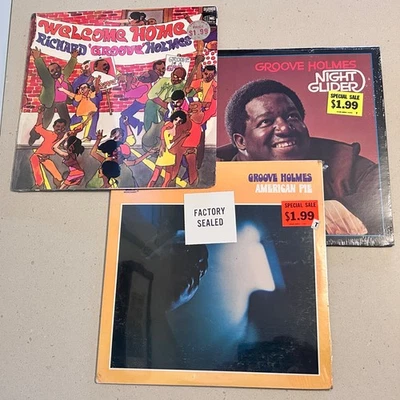 WELCOME HOME
RICHARD "GROOVE" HOLMES
$1.99
GROOVE HOLMES
NIGHT
GLIDER
SPECIAL SALE
$1.99
GROOVE HOLMES
AMERICAN PIE
SPECIAL SALE
$1.99
FACTORY
SEALED